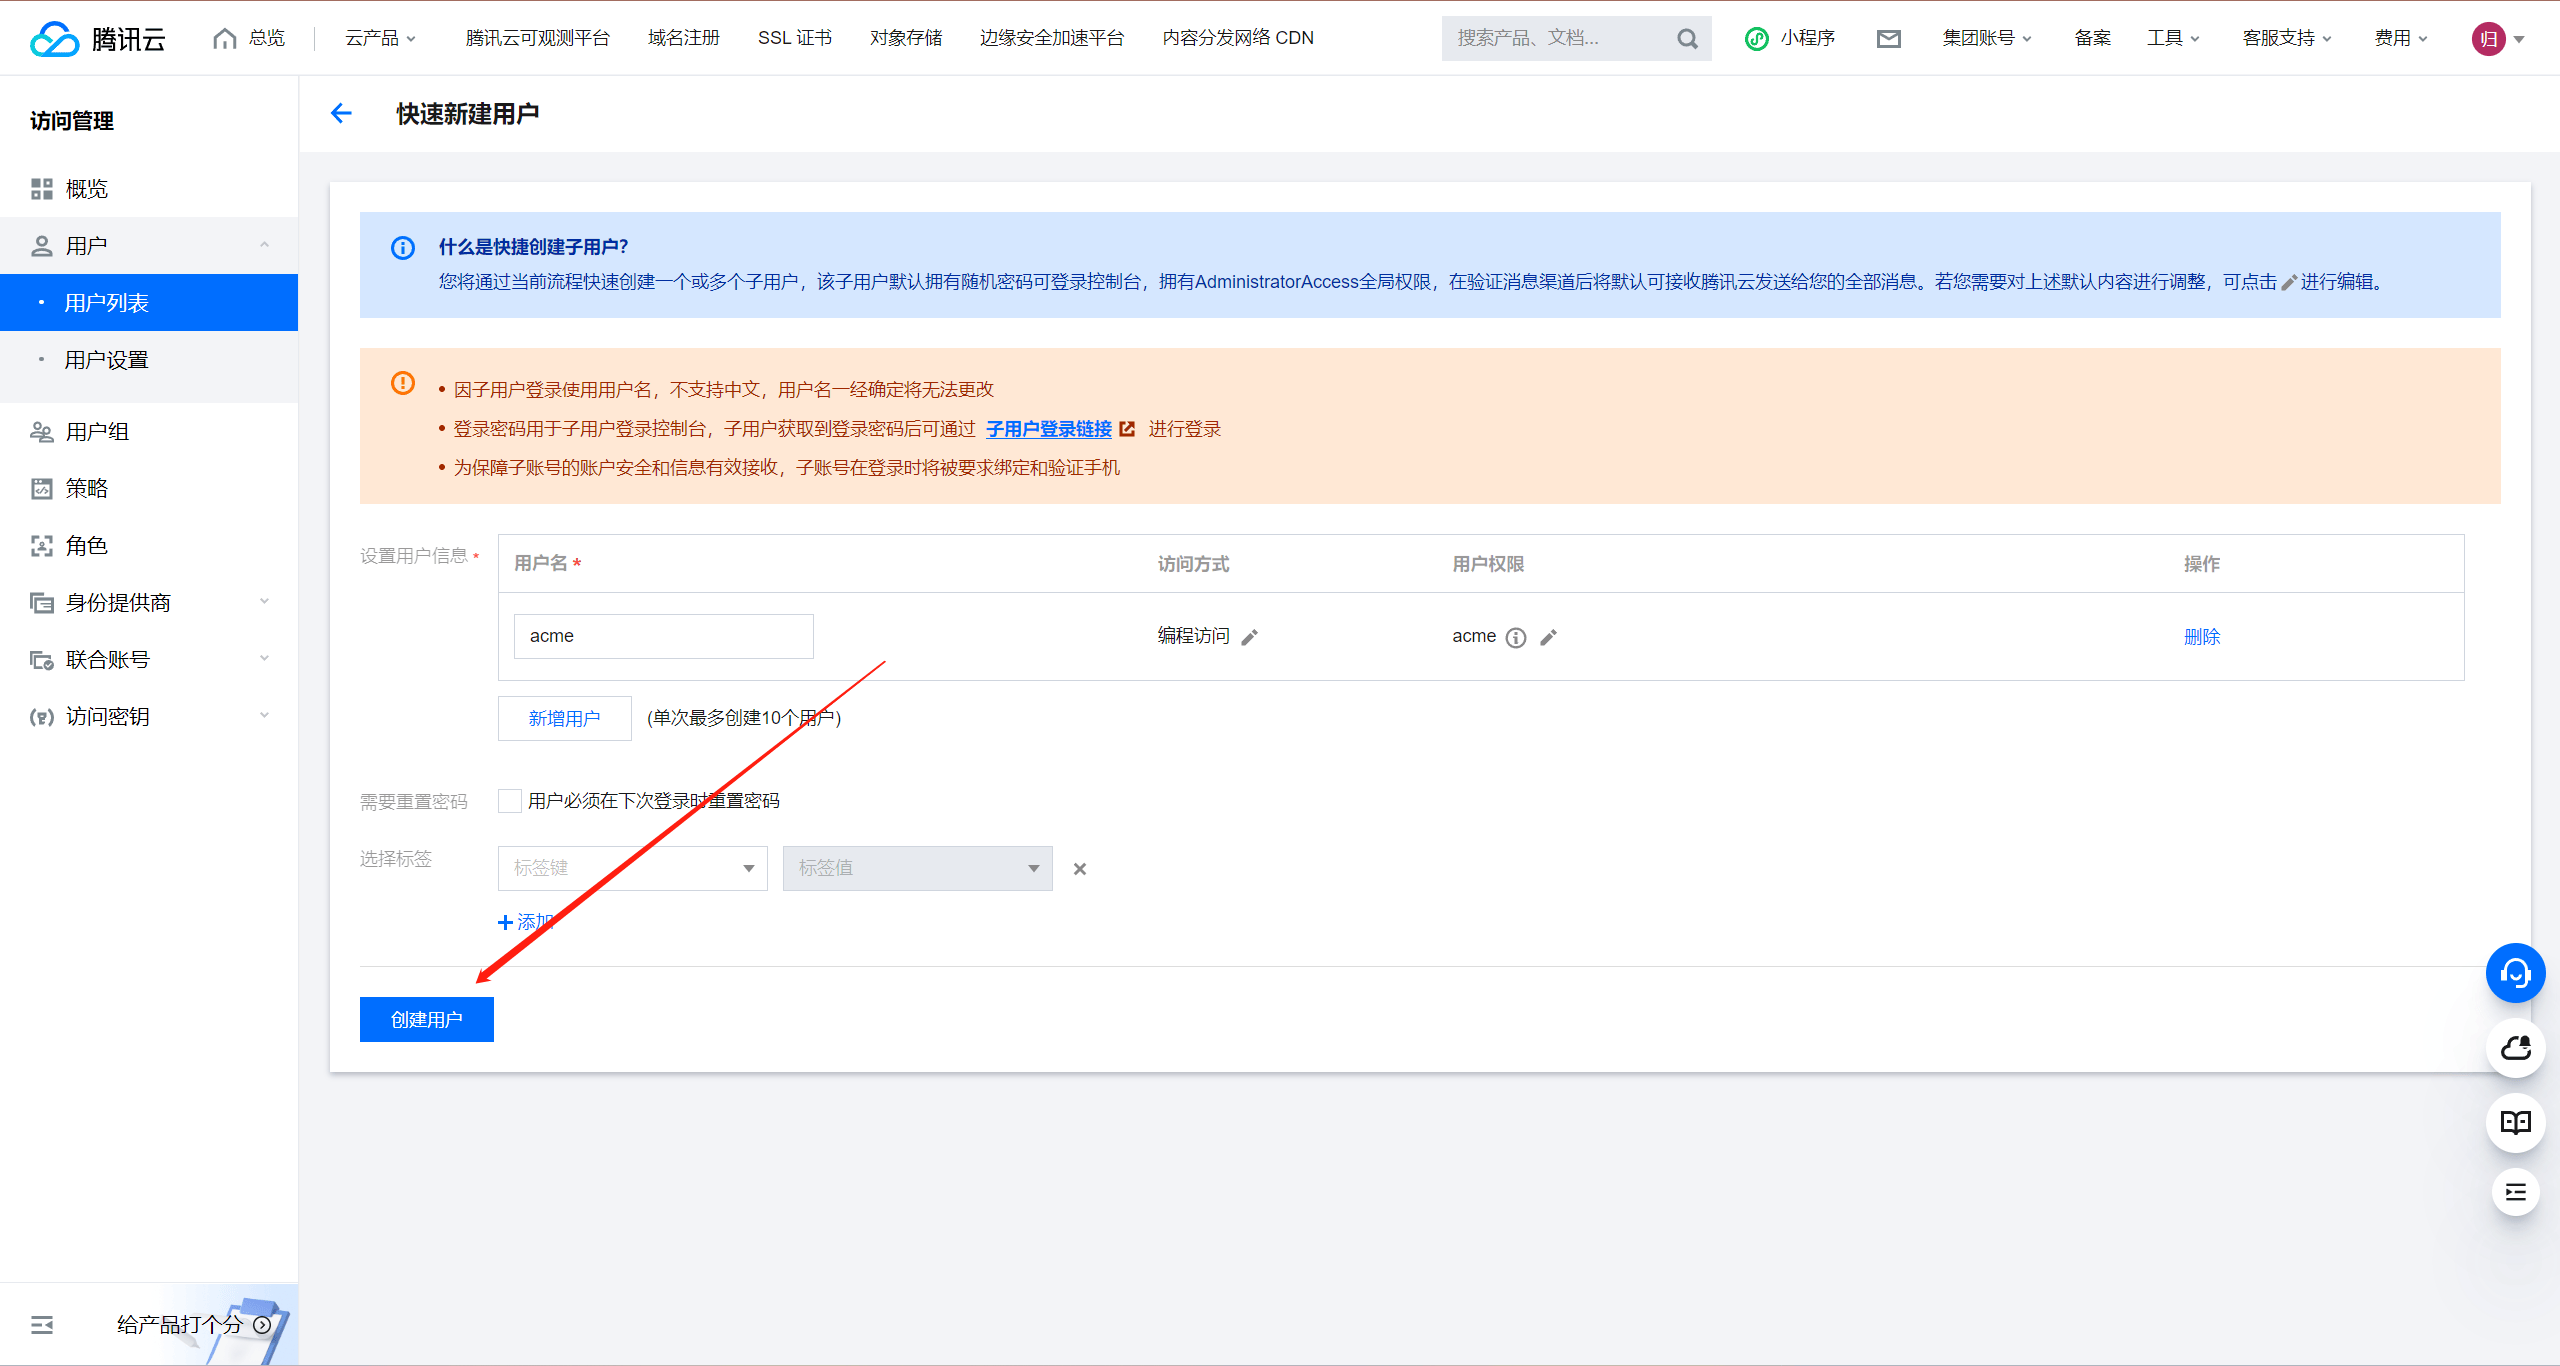 腾讯云 总览 云产品 腾讯云可观测平台 域名注册 SSL 证书 对象存储 边缘安全加速平台 内容分发网络 CDN 搜索产品、文档... 小程序 集团账号 备案 工具 客服支持 费用 归
访问管理
概览
用户
用户列表
用户设置
用户组
策略
角色
身份提供商
联合账号
访问密钥
给产品打个分
快速新建用户
什么是快捷创建子用户?
您将通过当前流程快速创建一个或多个子用户，该子用户默认拥有随机密码可登录控制台，拥有AdministratorAccess全局权限，在验证消息渠道后将默认可接收腾讯云发送给您的全部消息。若您需要对上述默认内容进行调整，可点击 进行编辑。
• 因子用户登录使用用户名，不支持中文，用户名一经确定将无法更改
• 登录密码用于子用户登录控制台，子用户获取到登录密码后可通过 子用户登录链接 进行登录
• 为保障子账号的账户安全和信息有效接收，子账号在登录时将被要求绑定和验证手机
设置用户信息 * 用户名 * 访问方式 用户权限 操作
acme 编程访问 acme 删除
新增用户 (单次最多创建10个用户)
需要重置密码 用户必须在下次登录时重置密码
选择标签 标签键 标签值
添加
创建用户